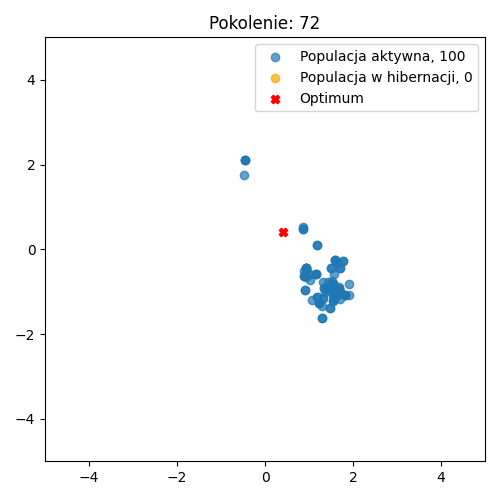 Pokolenie: 72
Populacja aktywna, 100
Populacja w hibernacji, 0
Optimum
4
2
0
−2
−4
−4 −2 0 2 4